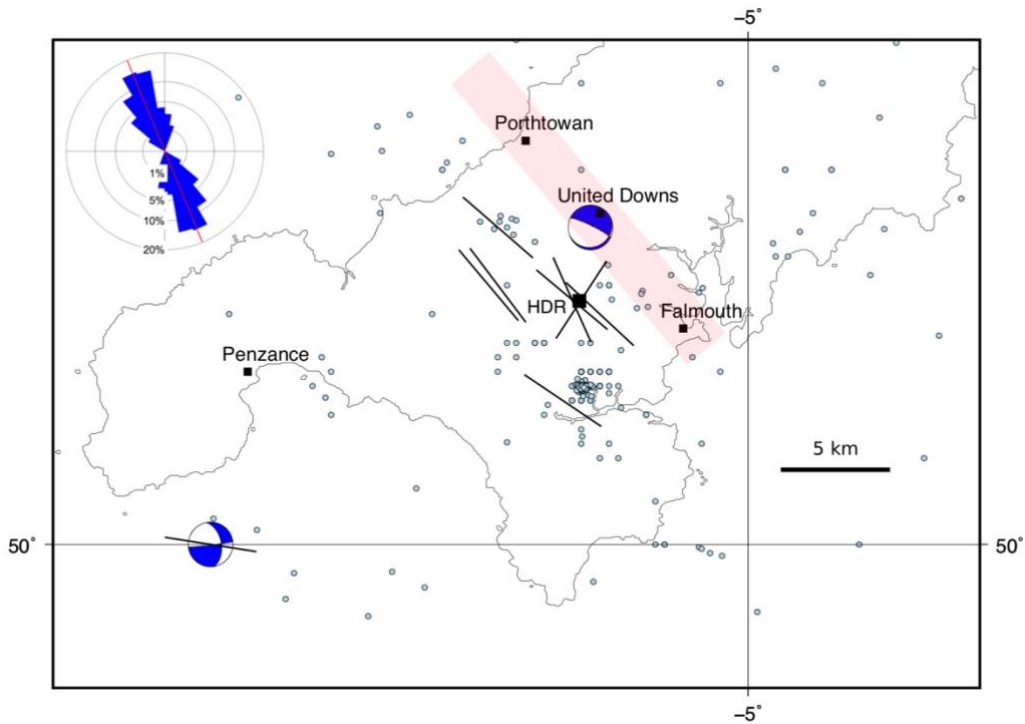 −5˚
Porthtowan
1%
United Downs
5%
10%
20%
HDR
Falmouth
Penzance
5 km
50˚
50˚
−5˚